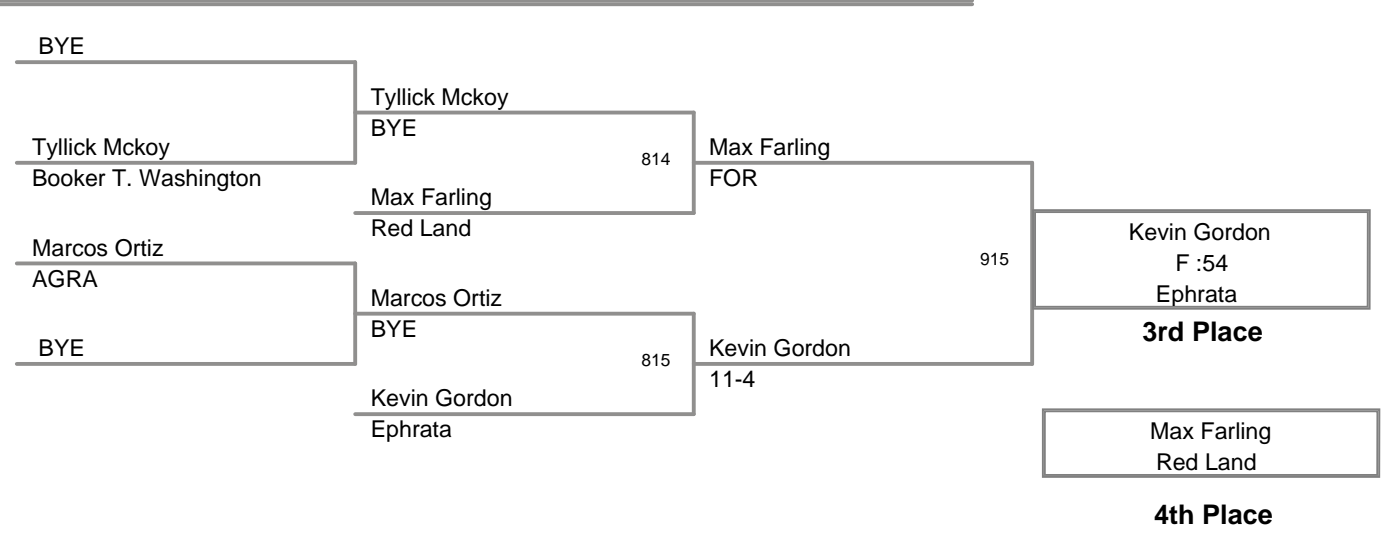 BYE
Tyllick Mckoy
BYE
Tyllick Mckoy
Booker T. Washington
814
Max Farling
FOR
Max Farling
Red Land
Marcos Ortiz
AGRA
915
Kevin Gordon
F :54
Ephrata
3rd Place
Marcos Ortiz
BYE
BYE
815
Kevin Gordon
11-4
Kevin Gordon
Ephrata
Max Farling
Red Land
4th Place